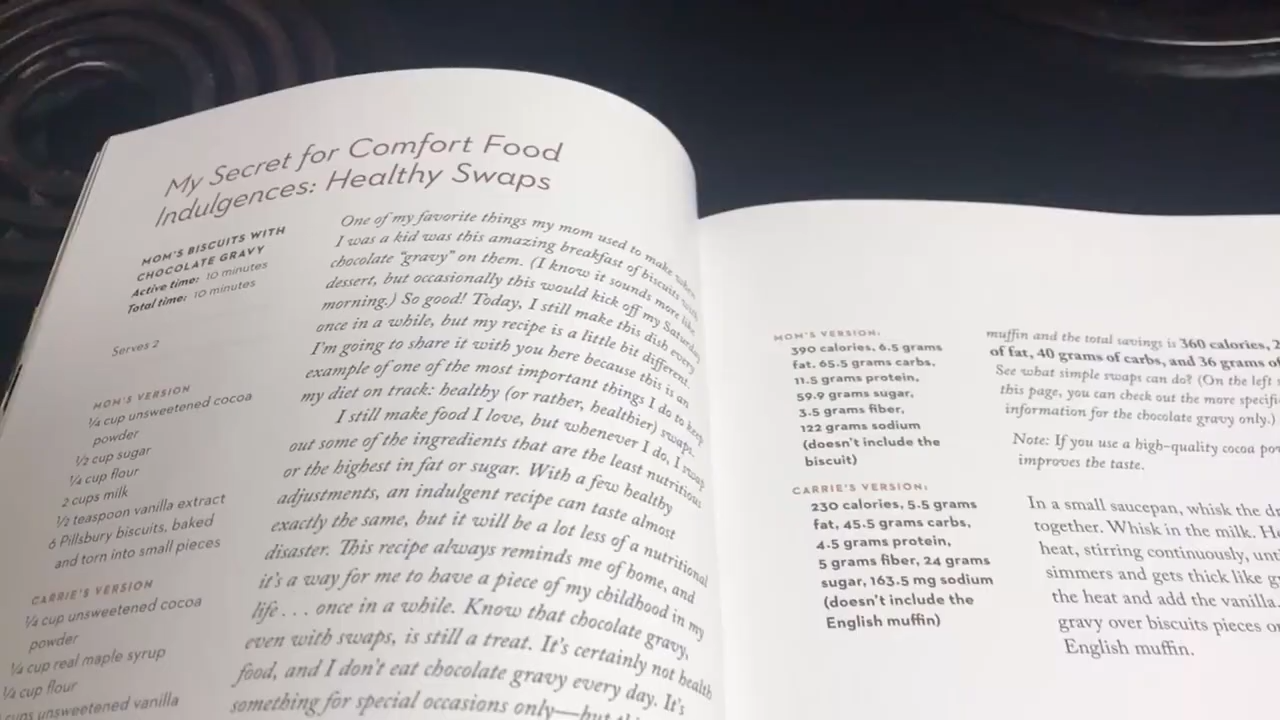 My Secret for Comfort Food
Indulgences: Healthy Swaps
MOM'S BISCUITS WITH
CHOCOLATE GRAVY
Active time: 10 minutes
Total time: 10 minutes
Serves 2
MOM'S VERSION
¼ cup unsweetened cocoa
powder
½ cup sugar
¼ cup flour
2 cups milk
½ teaspoon vanilla extract
6 Pillsbury biscuits, baked
and torn into small pieces
CARRIE'S VERSION
¼ cup unsweetened cocoa
powder
¼ cup real maple syrup
¼ cup flour
cups unsweetened vanilla
One of my favorite things my mom used to make when
I was a kid was this amazing breakfast of biscuits with
chocolate "gravy" on them. (I know it sounds more like
dessert, but occasionally this would kick off my Saturday
morning.) So good! Today, I still make this dish every
once in a while, but my recipe is a little bit different.
I'm going to share it with you here because this is an
example of one of the most important things I do to keep
my diet on track: healthy (or rather, healthier) swaps.
I still make food I love, but whenever I do, I swap
out some of the ingredients that are the least nutritious
or the highest in fat or sugar. With a few healthy
adjustments, an indulgent recipe can taste almost
exactly the same, but it will be a lot less of a nutritional
disaster. This recipe always reminds me of home, and
it's a way for me to have a piece of my childhood in my
life . . . once in a while. Know that chocolate gravy,
even with swaps, is still a treat. It's certainly not health
food, and I don't eat chocolate gravy every day. It's
something for special occasions only—but
MOM'S VERSION:
390 calories, 6.5 grams
fat, 65.5 grams carbs,
11.5 grams protein,
59.9 grams sugar,
3.5 grams fiber,
122 grams sodium
(doesn't include the
biscuit)
CARRIE'S VERSION:
230 calories, 5.5 grams
fat, 45.5 grams carbs,
4.5 grams protein,
5 grams fiber, 24 grams
sugar, 163.5 mg sodium
(doesn't include the
English muffin)
muffin and the total savings is 360 calories, 2
of fat, 40 grams of carbs, and 36 grams of
See what simple swaps can do? (On the left
this page, you can check out the more specifi
information for the chocolate gravy only.)
Note: If you use a high-quality cocoa po
improves the taste.
In a small saucepan, whisk the d
together. Whisk in the milk. H
heat, stirring continuously, unt
simmers and gets thick like g
the heat and add the vanilla.
gravy over biscuits pieces o
English muffin.